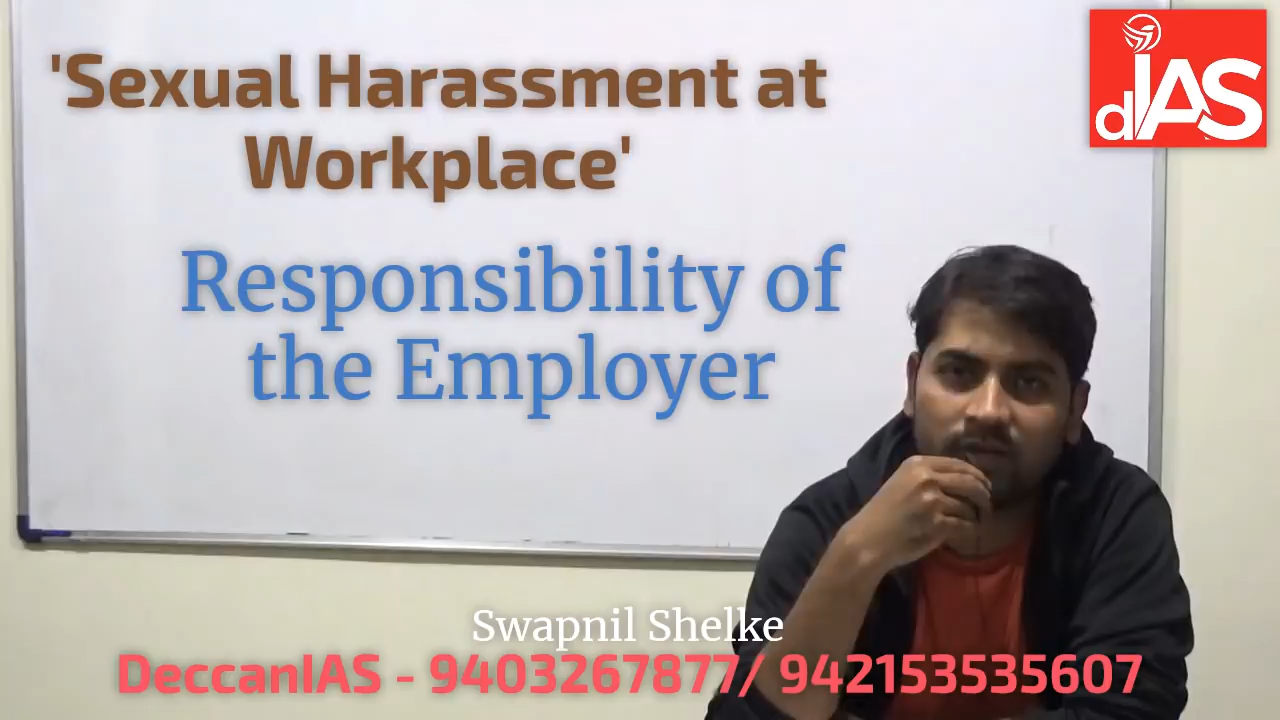 'Sexual Harassment at
Workplace'
dIAS
Responsibility of
the Employer
Swapnil Shelke
DeccanIAS - 9403267877/ 942153535607